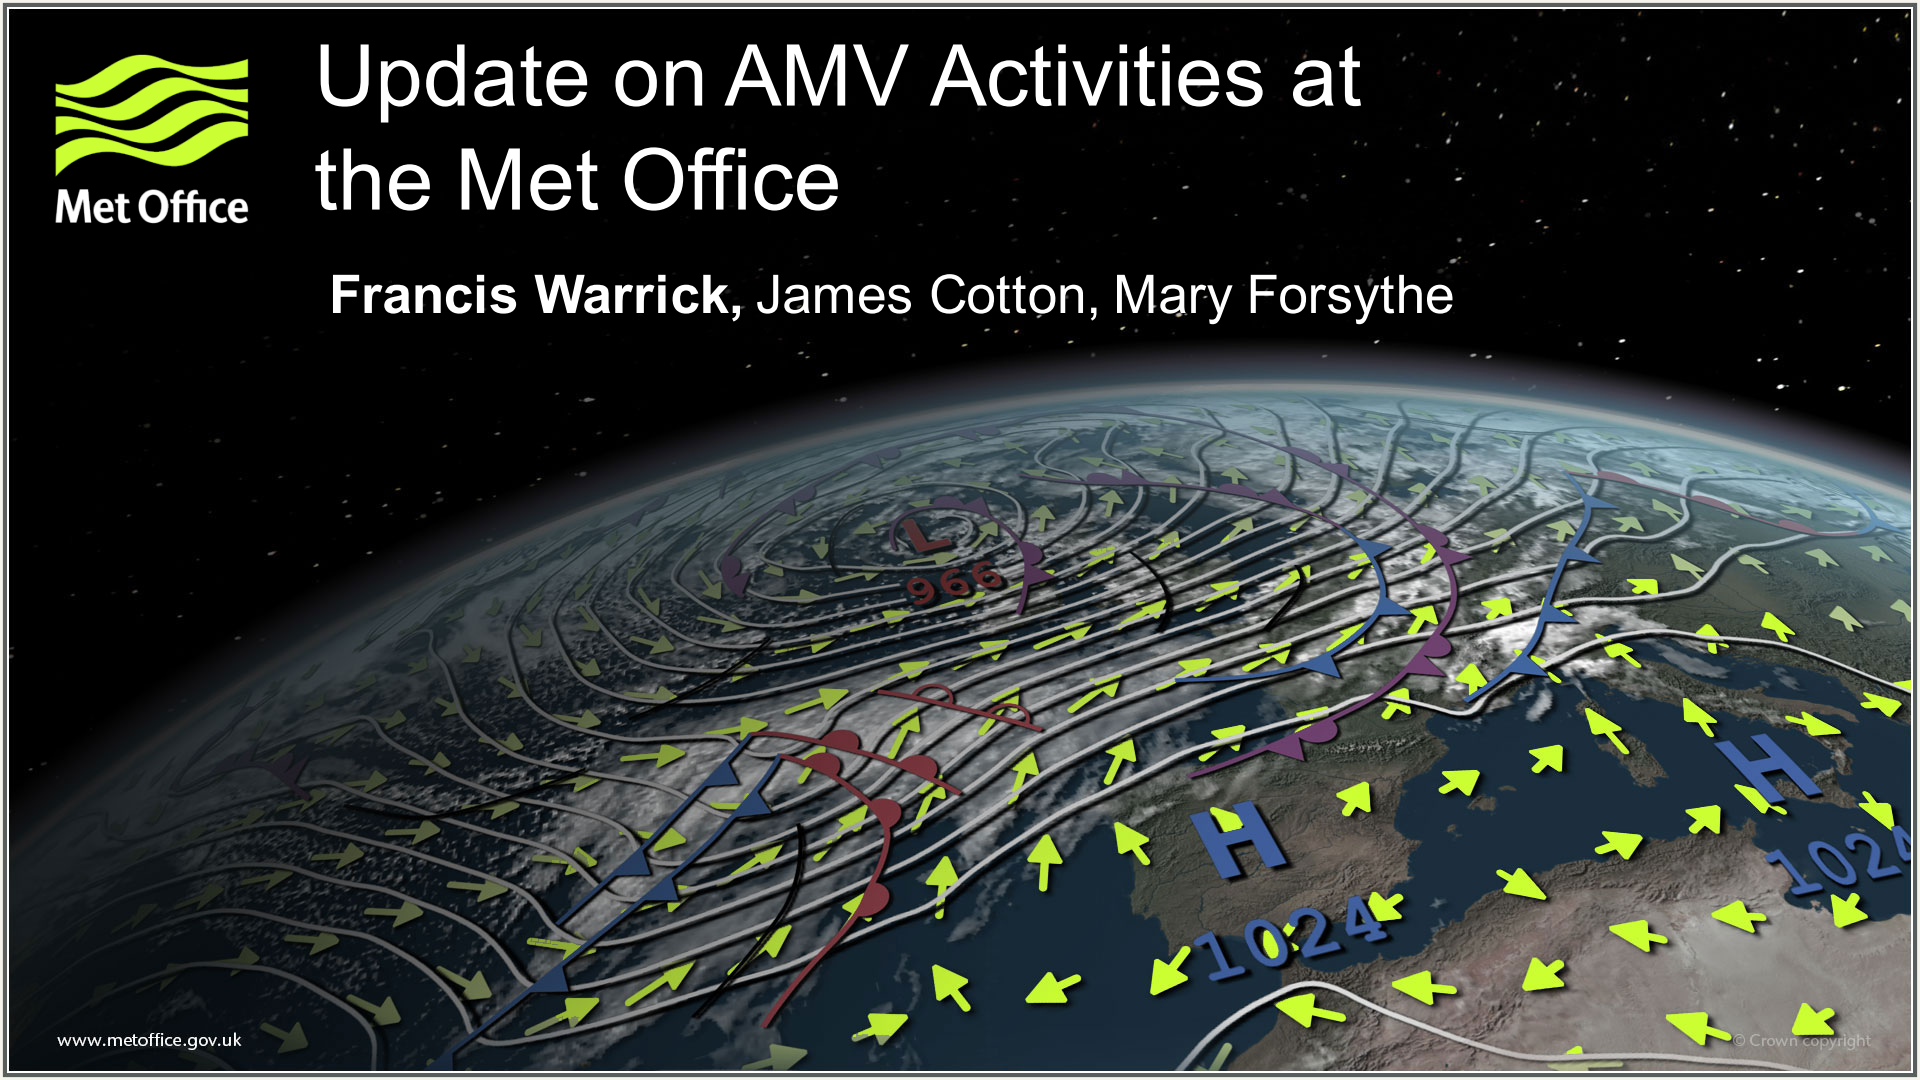 Update on AMV Activities at
the Met Office
Met Office
Francis Warrick, James Cotton, Mary Forsythe
L
966
H
1024
H
1024
www.metoffice.gov.uk
© Crown copyright